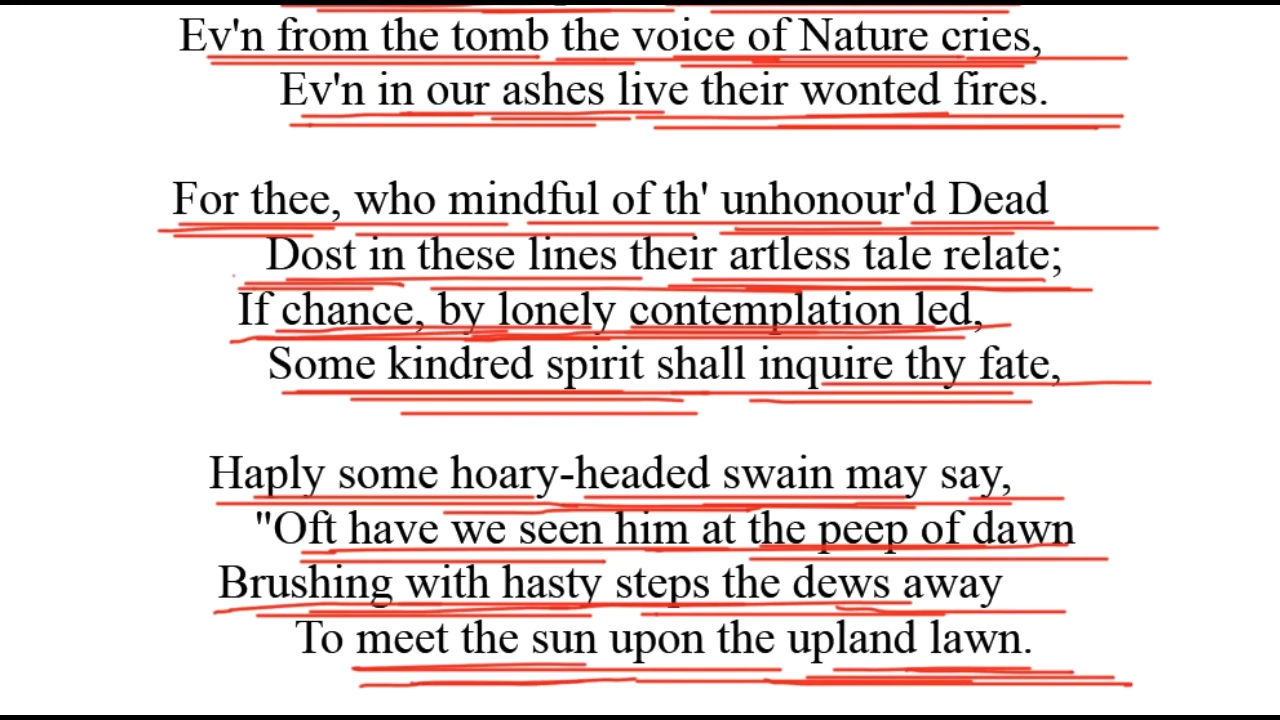 Ev'n from the tomb the voice of Nature cries,
Ev'n in our ashes live their wonted fires.
For thee, who mindful of th' unhonour'd Dead
Dost in these lines their artless tale relate;
If chance, by lonely contemplation led,
Some kindred spirit shall inquire thy fate,
Haply some hoary-headed swain may say,
"Oft have we seen him at the peep of dawn
Brushing with hasty steps the dews away
To meet the sun upon the upland lawn.